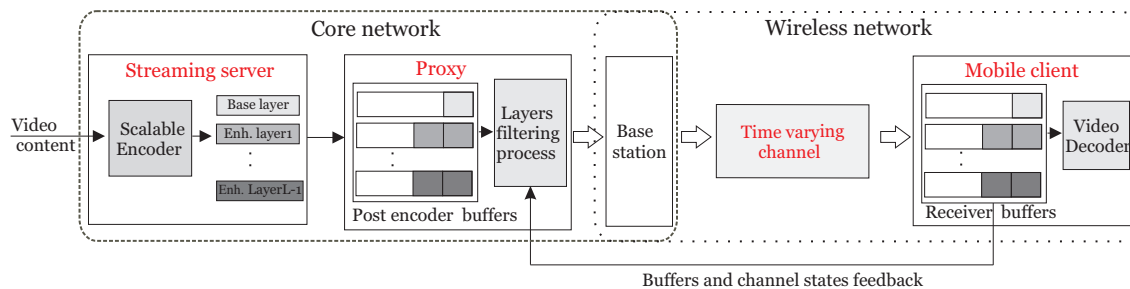 Core network
Wireless network
Streaming server
Proxy
Mobile client
Video
content
Scalable
Encoder
Base layer
Enh. layer1
Enh. LayerL-1
Layers
filtering
process
Post encoder buffers
Base
station
Time varying
channel
Video
Decoder
Receiver buffers
Buffers and channel states feedback